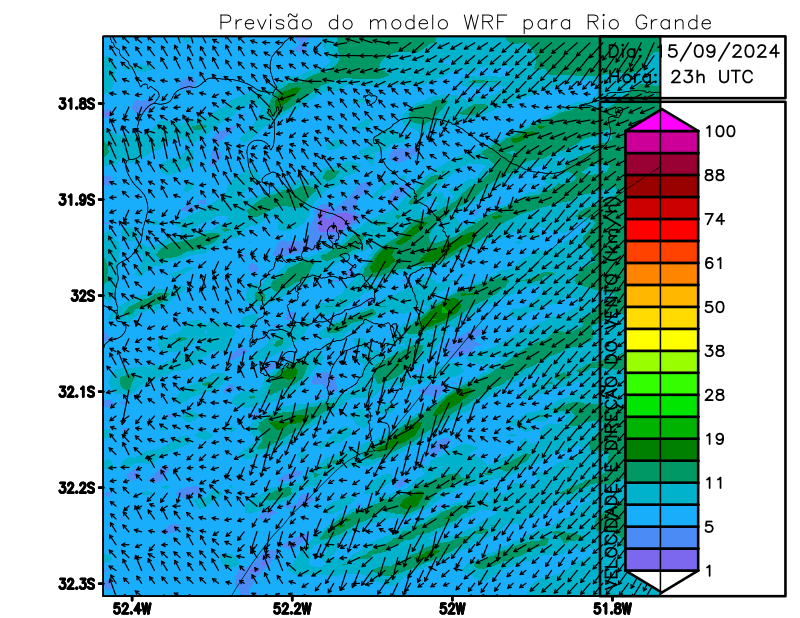 Previsão do modelo WRF para Rio Grande
Dia: 15/09/2024
Hora: 23h UTC
31.8S
31.9S
32S
32.1S
32.2S
32.3S
52.4W
52.2W
52W
51.8W
VELOCIDADE E DIREÇÃO DO VENTO (km/h)
100
88
74
61
50
38
28
19
11
5
1